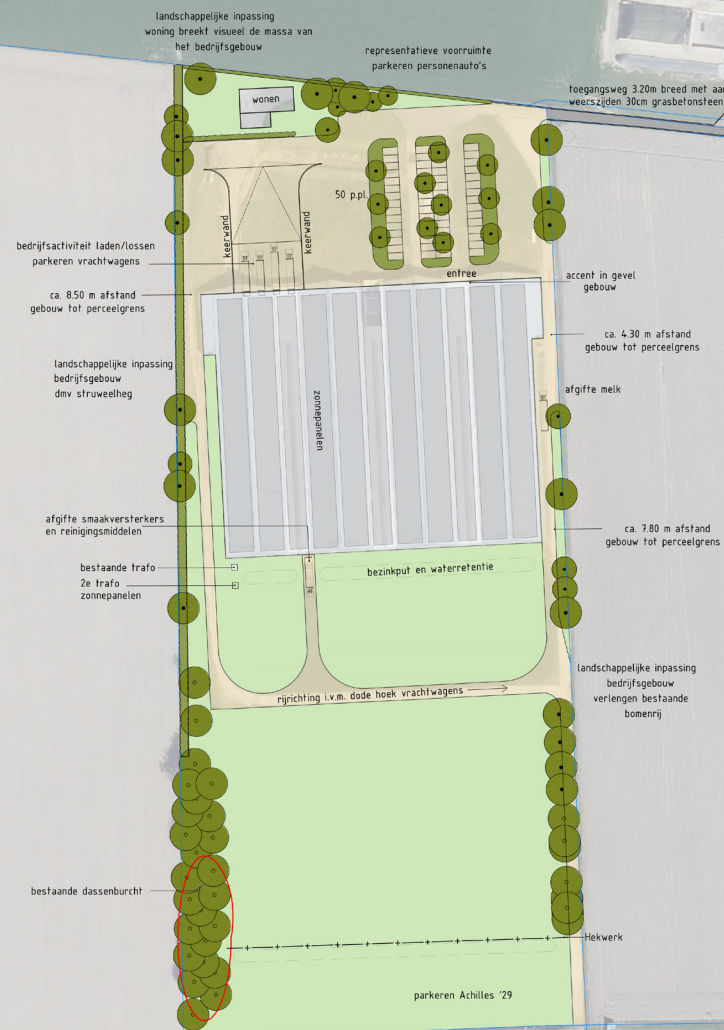 landschappelijke inpassing
woning breekt visueel de massa van
het bedrijfsgebouw
representatieve voorruimte
parkeren personenauto's
toegangsweg 3.20m breed met aan
weerszijden 30cm grasbetonsteen
wonen
50 p.pl.
keerwand
keerwand
bedrijfsactiviteit laden/lossen
parkeren vrachtwagens
entree
accent in gevel
gebouw
ca. 8.50 m afstand
gebouw tot perceelgrens
ca. 4.30 m afstand
gebouw tot perceelgrens
landschappelijke inpassing
bedrijfsgebouw
dmv struweelheg
afgifte melk
zonnepanelen
afgifte smaakversterkers
en reinigingsmiddelen
ca. 7.80 m afstand
gebouw tot perceelgrens
bestaande trafo
2e trafo
zonnepanelen
bezinkput en waterretentie
landschappelijke inpassing
bedrijfsgebouw
verlengen bestaande
bomenrij
rijrichting i.v.m. dode hoek vrachtwagens
bestaande dassenburcht
Hekwerk
parkeren Achilles '29